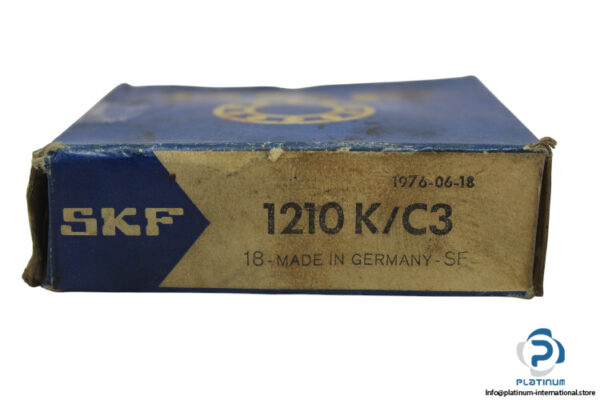 1976-06-18
SKF 1210 K/C3
18-MADE IN GERMANY-SF
PLATINUM
Info@platinum-international.store